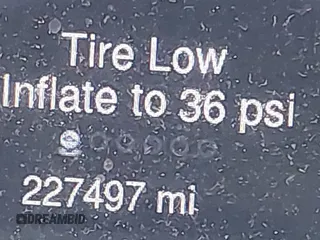 Tire Low
Inflate to 36 psi
227497 mi
DREAMBID